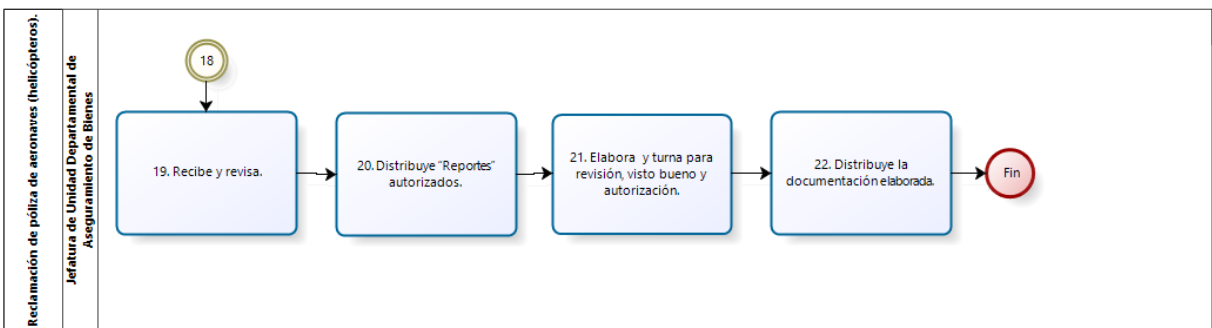 Reclamación de póliza de aeronaves (helicópteros).
Jefatura de Unidad Departamental de
Aseguramiento de Bienes
18
19. Recibe y revisa.
20. Distribuye "Reportes"
autorizados.
21. Elabora y turna para
revisión, visto bueno y
autorización.
22. Distribuye la
documentación elaborada.
Fin